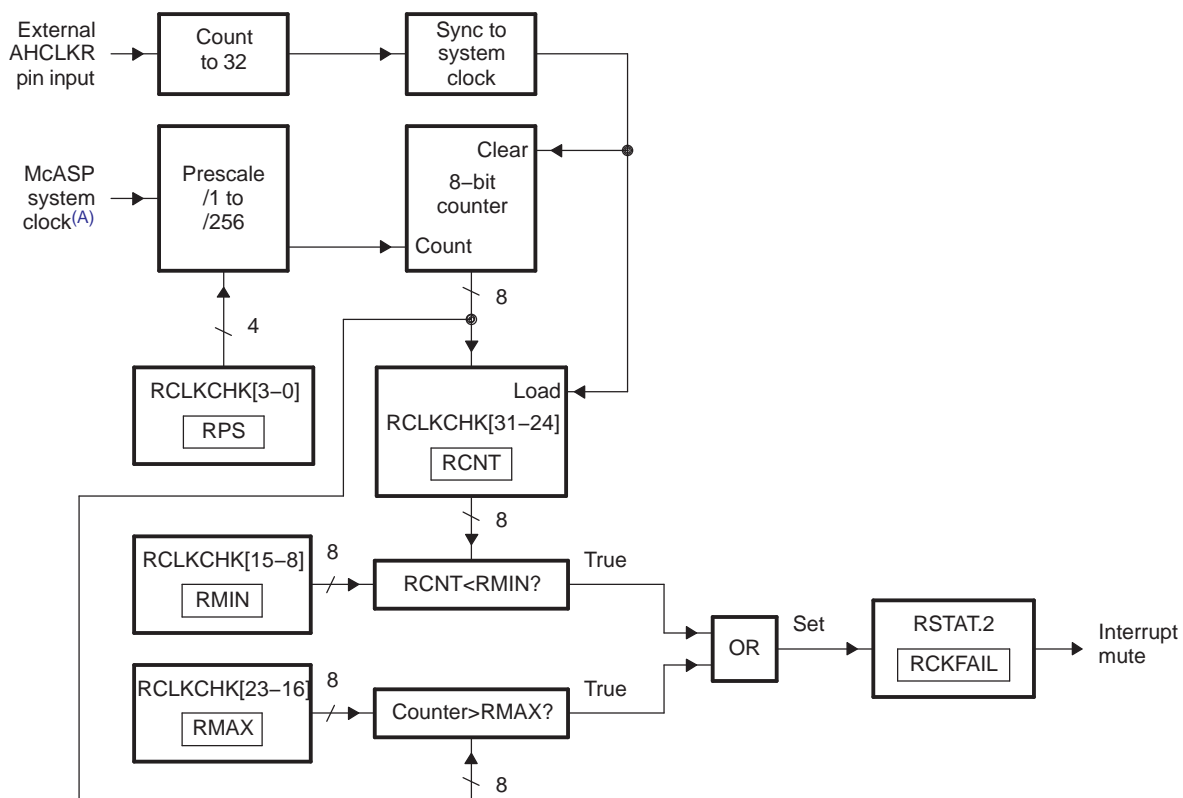 External
AHCLKR
pin input
Count
to 32
Sync to
system
clock
McASP
system
clock(A)
Prescale
/1 to
/256
Clear
8–bit
counter
Count
8
4
RCLKCHK[3–0]
RPS
Load
RCLKCHK[31–24]
RCNT
8
RCLKCHK[15–8]
RMIN
8
RCNT<RMIN?
True
OR
Set
RSTAT.2
RCKFAIL
Interrupt
mute
RCLKCHK[23–16]
RMAX
8
Counter>RMAX?
True
8